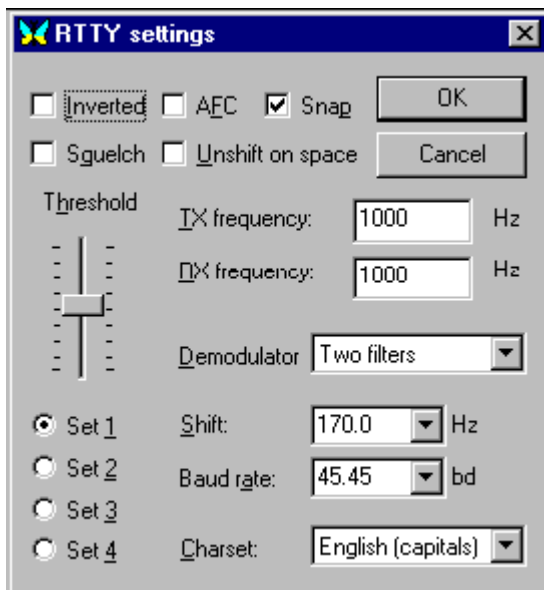 RTTY settings
Inverted AFC Snap OK
Sguelch Unshift on space Cancel
Threshold
TX frequency: 1000 Hz
ПX frequency: 1000 Hz
Demodulator Two filters
Set 1 Shift: 170.0 Hz
Set 2 Baud rate: 45.45 bd
Set 3
Set 4 Charset: English (capitals)